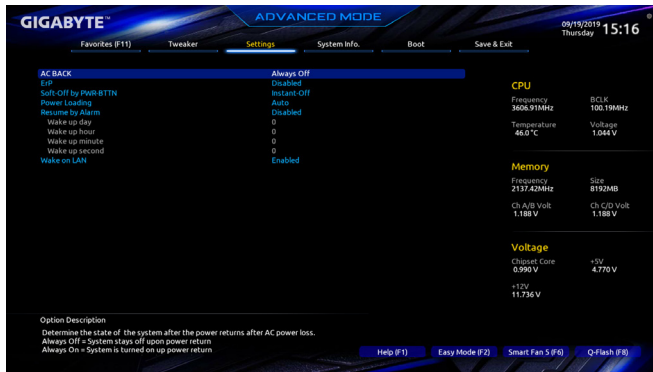 GIGABYTE™
ADVANCED MODE
09/19/2019
Thursday
15:16
Favorites (F11) Tweaker Settings System Info. Boot Save & Exit
AC BACK Always Off
ErP Disabled
Soft-Off by PWR-BTTN Instant-Off
Power Loading Auto
Resume by Alarm Disabled
Wake up day 0
Wake up hour 0
Wake up minute 0
Wake up second 0
Wake on LAN Enabled
CPU
Frequency BCLK
3606.91MHz 100.19MHz
Temperature Voltage
46.0 °C 1.044 V
Memory
Frequency Size
2137.42MHz 8192MB
Ch A/B Volt Ch C/D Volt
1.188 V 1.188 V
Voltage
Chipset Core +5V
0.990 V 4.770 V
+12V
11.736 V
Option Description
Determine the state of the system after the power returns after AC power loss.
Always Off = System stays off upon power return
Always On = System is turned on up power return
Help (F1) Easy Mode (F2) Smart Fan 5 (F6) Q-Flash (F8)